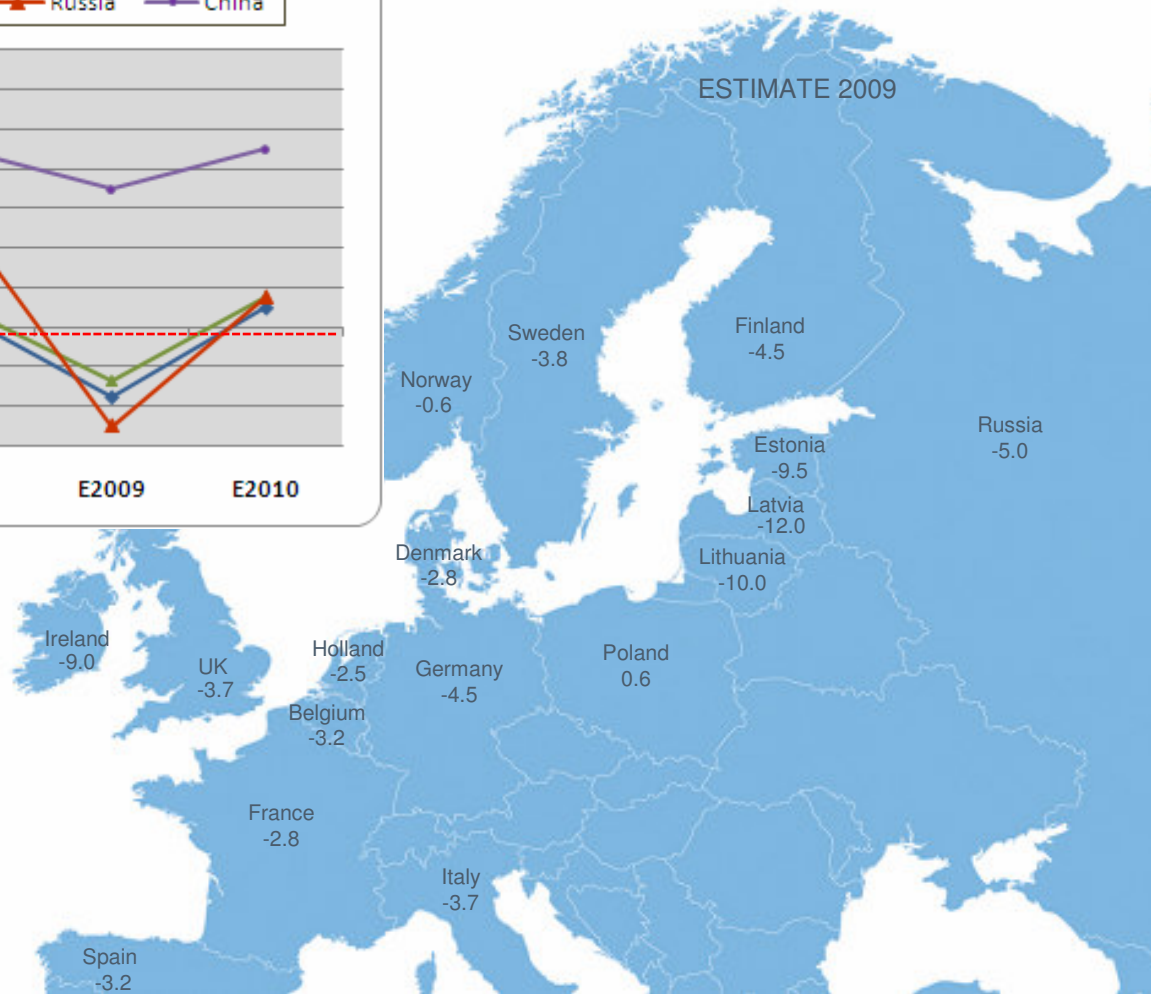 Russia China
E2009 E2010
ESTIMATE 2009
Sweden
-3.8
Finland
-4.5
Norway
-0.6
Russia
-5.0
Estonia
-9.5
Latvia
-12.0
Denmark
-2.8
Lithuania
-10.0
Ireland
-9.0
UK
-3.7
Holland
-2.5
Germany
-4.5
Poland
0.6
Belgium
-3.2
France
-2.8
Italy
-3.7
Spain
-3.2